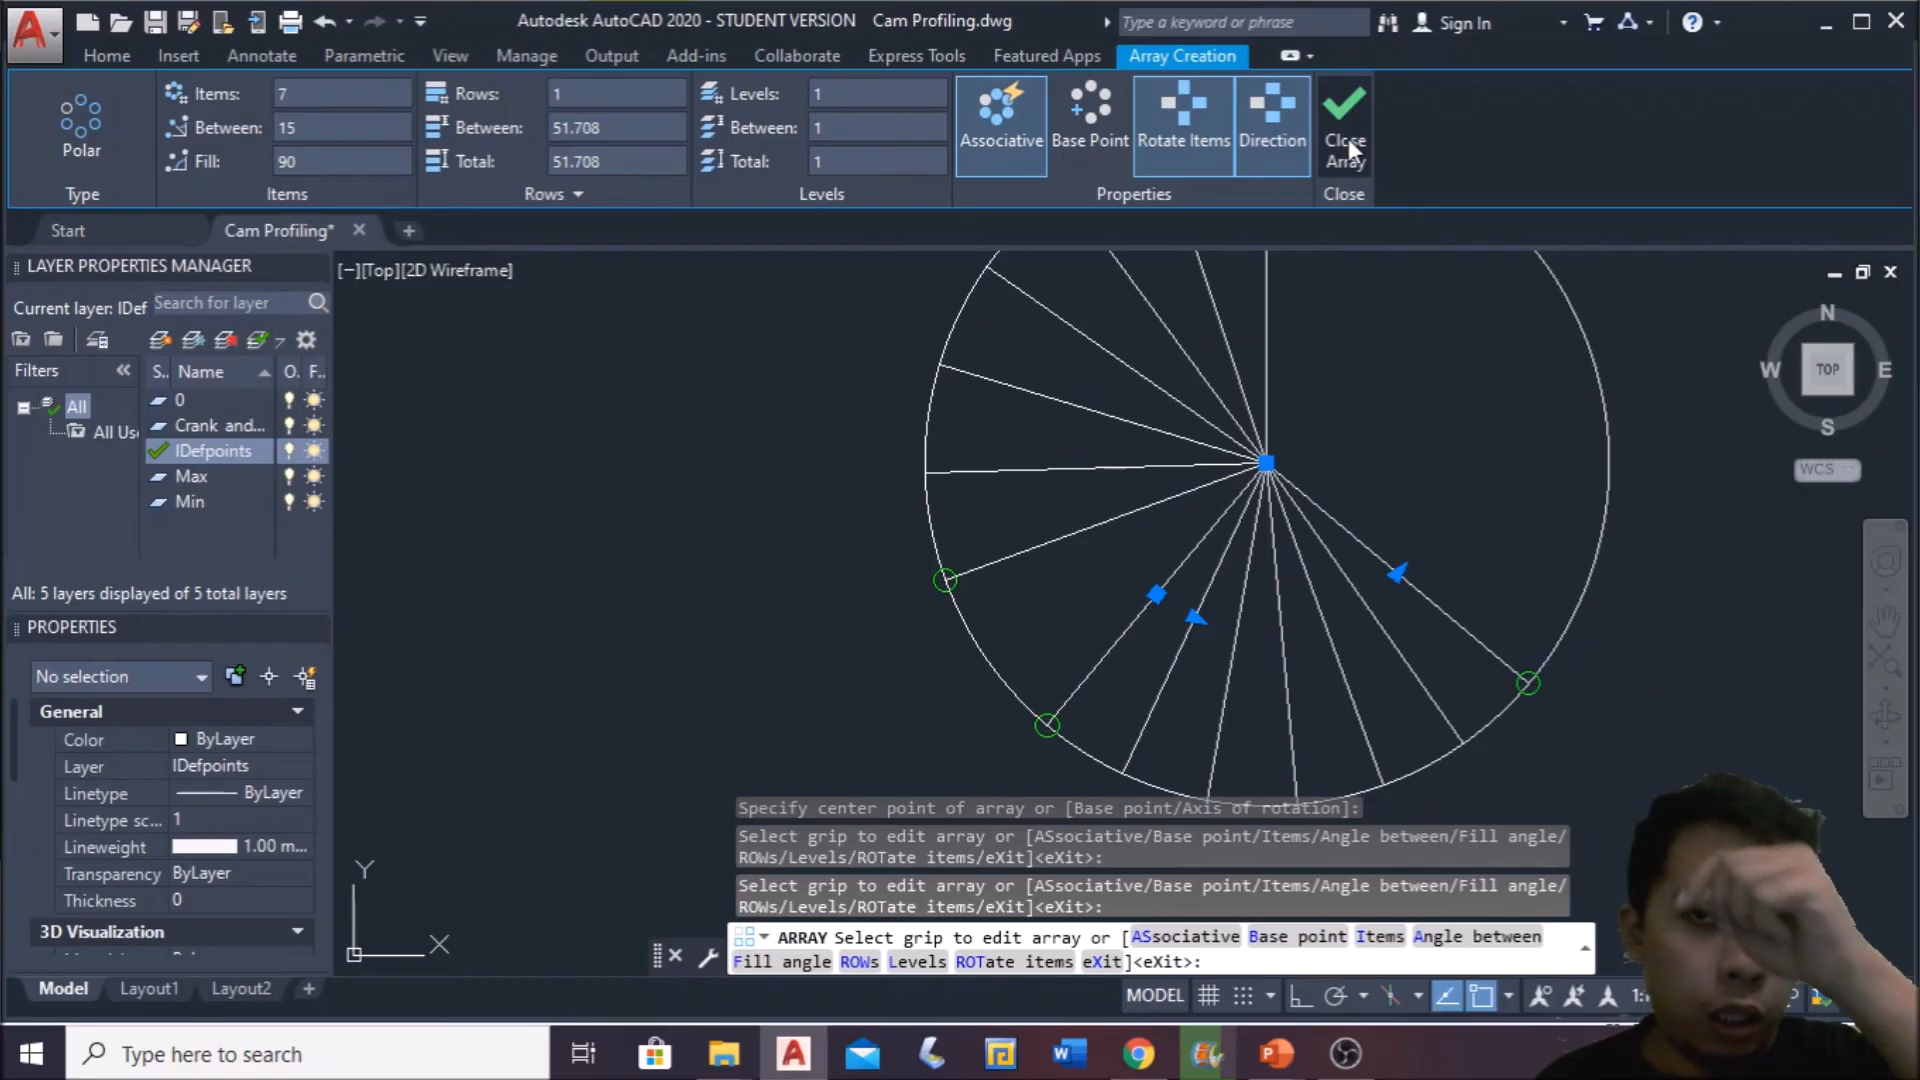 Autodesk AutoCAD 2020 - STUDENT VERSION Cam Profiling.dwg
Type a keyword or phrase
Sign In
Home Insert Annotate Parametric View Manage Output Add-ins Collaborate Express Tools Featured Apps Array Creation
Items: 7
Between: 15
Fill: 90
Rows: 1
Between: 51.708
Total: 51.708
Levels: 1
Between: 1
Total: 1
Polar
Associative Base Point Rotate Items Direction
Close
Array
Type Items Rows Levels Properties Close
Start Cam Profiling*
LAYER PROPERTIES MANAGER
Current layer: IDef
Search for layer
Filters
All
All Use
S.. Name O. F..
0
Crank and...
IDefpoints
Max
Min
All: 5 layers displayed of 5 total layers
PROPERTIES
No selection
General
Color ByLayer
Layer IDefpoints
Linetype ByLayer
Linetype sc... 1
Lineweight 1.00 m...
Transparency ByLayer
Thickness 0
3D Visualization
[−][Top][2D Wireframe]
N
W TOP E
S
WCS
Y
X
Specify center point of array or [Base point/Axis of rotation]:
Select grip to edit array or [ASsociative/Base point/Items/Angle between/Fill angle/
ROWs/Levels/ROTate items/eXit]<eXit>:
Select grip to edit array or [ASsociative/Base point/Items/Angle between/Fill angle/
ROWs/Levels/ROTate items/eXit]<eXit>:
ARRAY Select grip to edit array or [ASsociative Base point Items Angle between
Fill angle ROWs Levels ROTate items eXit]<eXit>:
Model Layout1 Layout2
MODEL
Type here to search